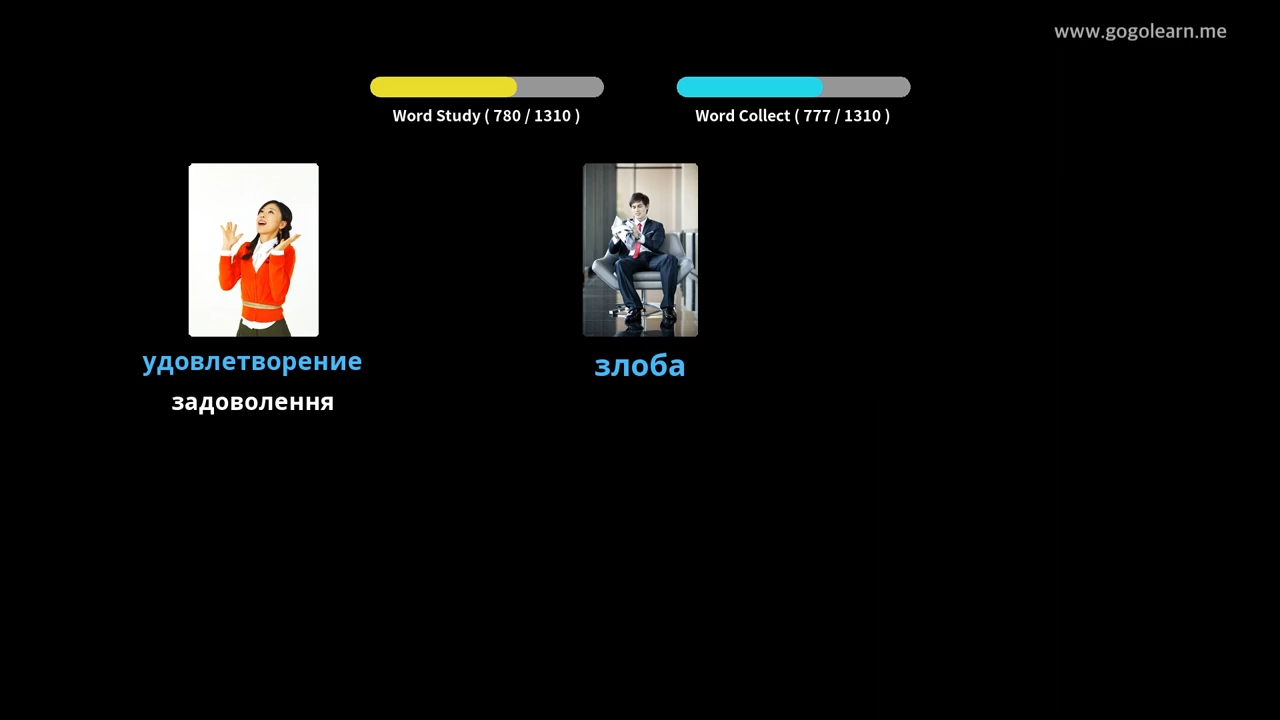 www.gogolearn.me
Word Study ( 780 / 1310 )
Word Collect ( 777 / 1310 )
удовлетворение
задоволення
злоба